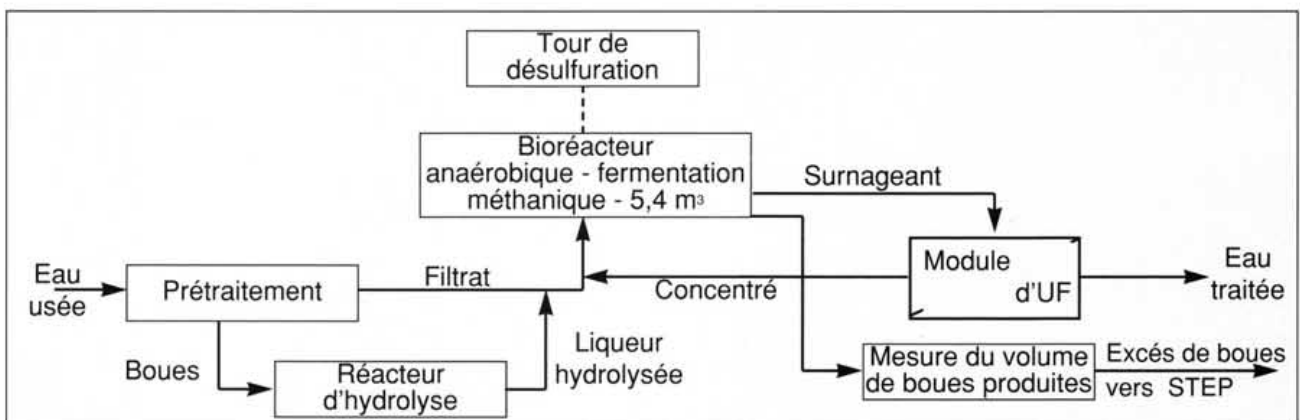 Tour de
désulfuration
Bioréacteur
anaérobique - fermentation
méthanique - 5,4 m³
Surnageant
Eau
usée
Prétraitement
Filtrat
Concentré
Module
d'UF
Eau
traitée
Boues
Réacteur
d'hydrolyse
Liqueur
hydrolysée
Mesure du volume
de boues produites
Excés de boues
vers STEP